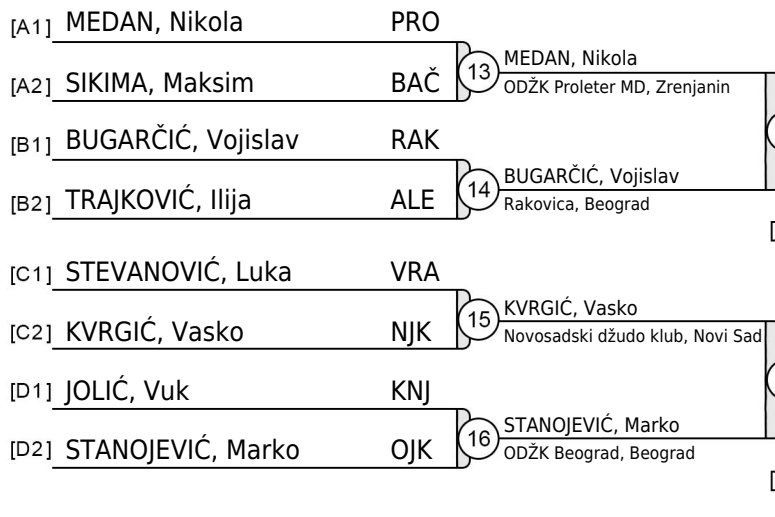 [A1] MEDAN, Nikola PRO
[A2] SIKIMA, Maksim BAČ
13 MEDAN, Nikola
ODŽK Proleter MD, Zrenjanin
[B1] BUGARČIĆ, Vojislav RAK
[B2] TRAJKOVIĆ, Ilija ALE
14 BUGARČIĆ, Vojislav
Rakovica, Beograd
[C1] STEVANOVIĆ, Luka VRA
[C2] KVRGIĆ, Vasko NJK
15 KVRGIĆ, Vasko
Novosadski džudo klub, Novi Sad
[D1] JOLIĆ, Vuk KNJ
[D2] STANOJEVIĆ, Marko OJK
16 STANOJEVIĆ, Marko
ODŽK Beograd, Beograd